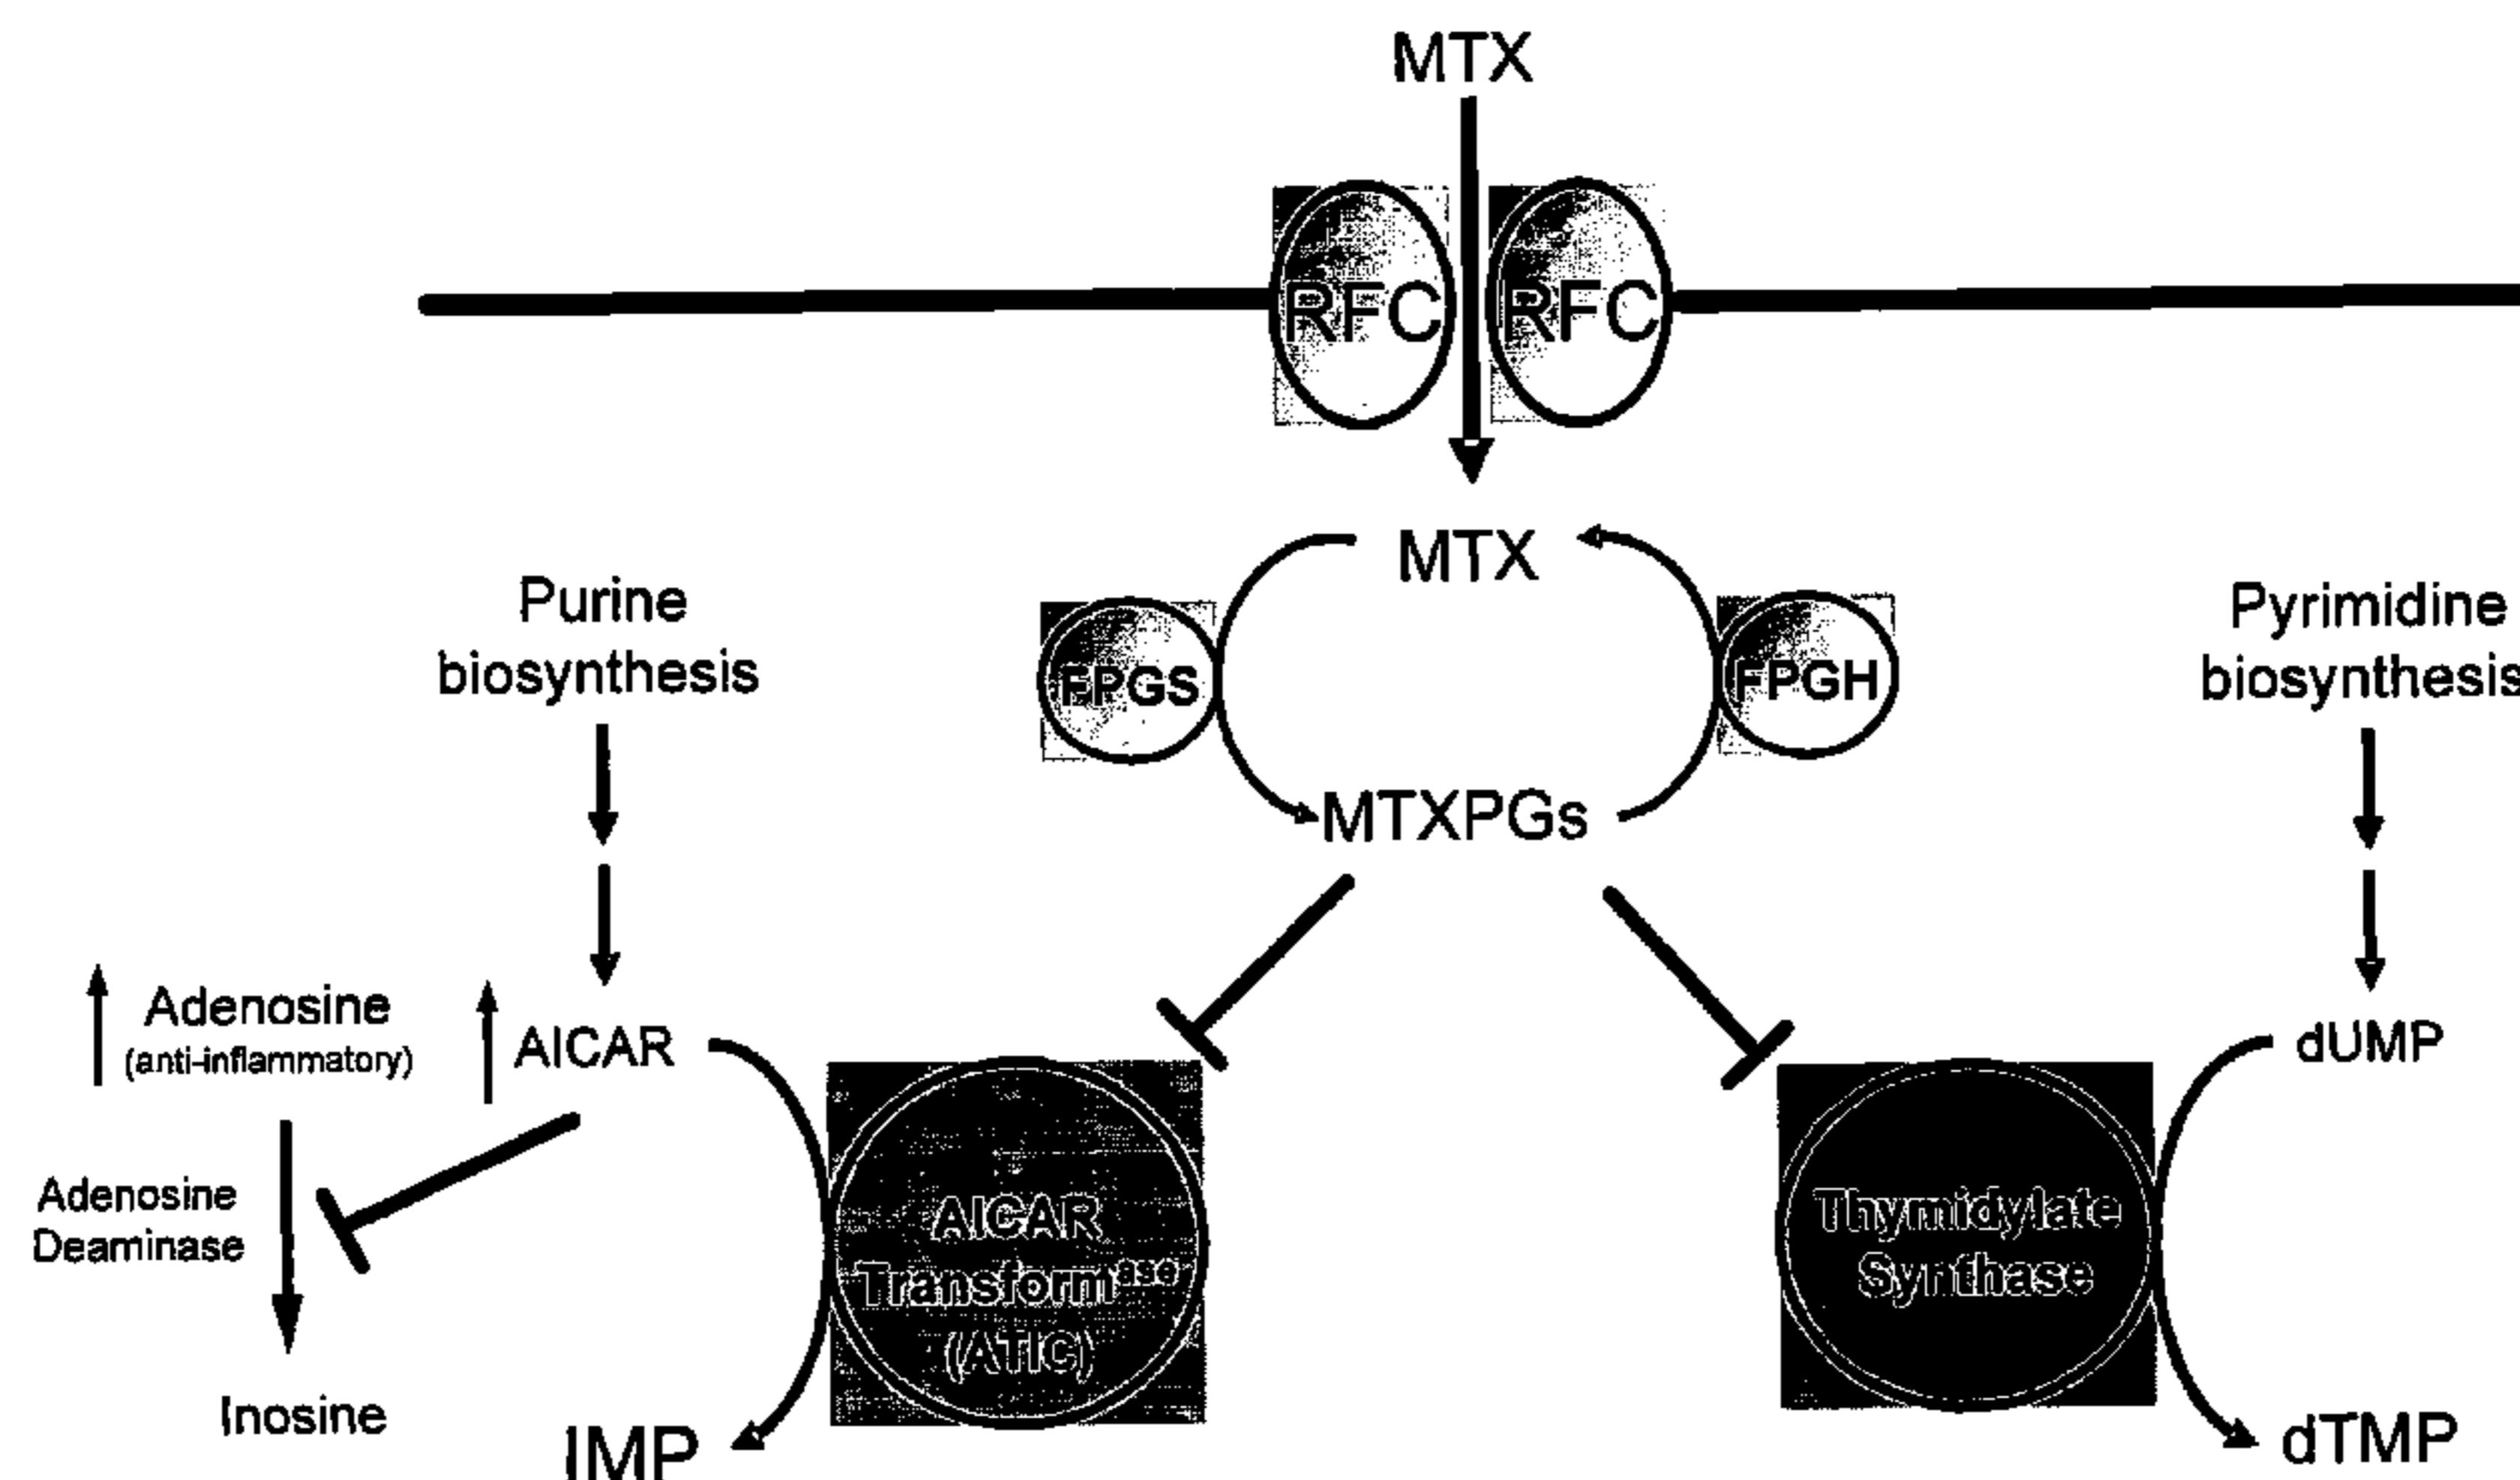 MTX
RFC
RFC
MTX
Purine
biosynthesis
FPGS
FPGH
Pyrimidine
biosynthesis
MTXPGs
Adenosine
(anti-inflammatory)
AICAR
dUMP
Adenosine
Deaminase
AICAR
Transformase
(ATIC)
Thymidylate
Synthase
Inosine
IMP
dTMP